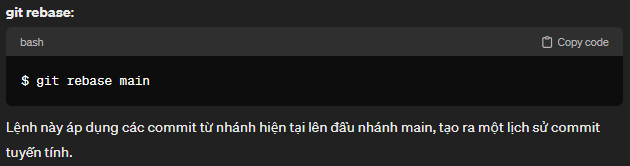 git rebase:
bash
Copy code
$ git rebase main
Lệnh này áp dụng các commit từ nhánh hiện tại lên đầu nhánh main, tạo ra một lịch sử commit
tuyến tính.